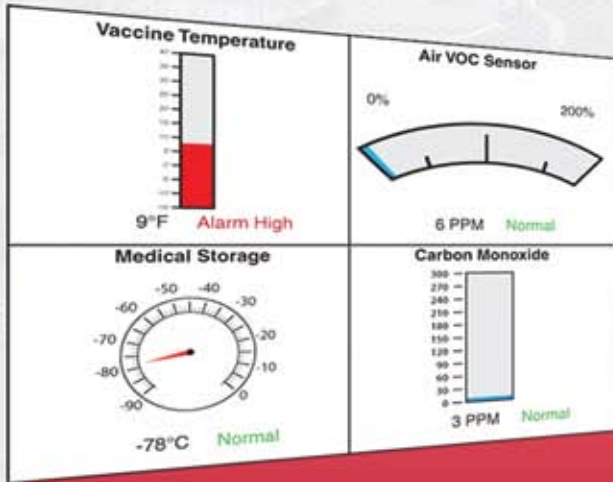 Vaccine Temperature
9°F Alarm High
Air VOC Sensor
0% 200%
6 PPM Normal
Medical Storage
-50 -40
-60 -30
-70 -20
-80 -10
-90 0
-78°C Normal
Carbon Monoxide
300
270
240
210
180
150
120
90
60
30
0
3 PPM Normal